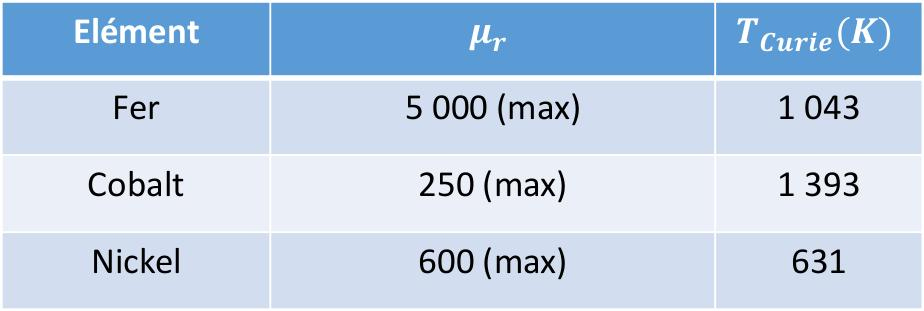 Elément μr TCurie(K)
Fer 5 000 (max) 1 043
Cobalt 250 (max) 1 393
Nickel 600 (max) 631